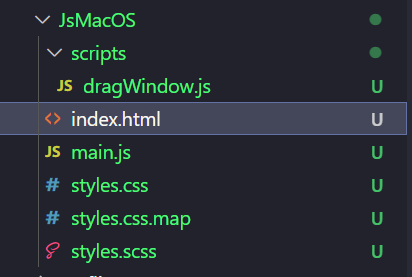 JsMacOS
scripts
JS dragWindow.js U
<> index.html U
JS main.js U
# styles.css U
# styles.css.map U
styles.scss U